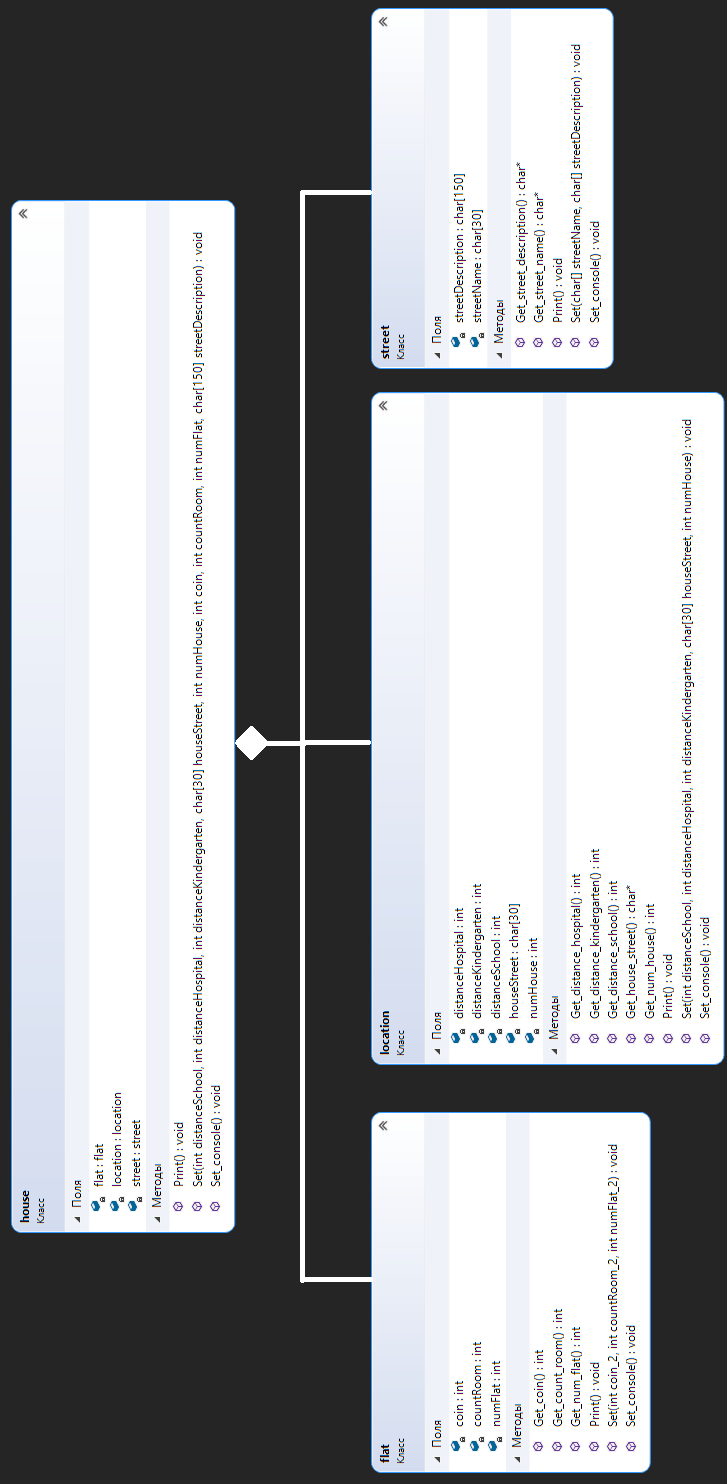 house
Класс
Поля
flat : flat
location : location
street : street
Методы
Print() : void
Set(int distanceSchool, int distanceHospital, int distanceKindergarten, char[30] houseStreet, int numHouse, int coin, int countRoom, int numFlat, char[150] streetDescription) : void
Set_console() : void
flat
Класс
Поля
coin : int
countRoom : int
numFlat : int
Методы
Get_coin() : int
Get_count_room() : int
Get_num_flat() : int
Print() : void
Set(int coin_2, int countRoom_2, int numFlat_2) : void
Set_console() : void
location
Класс
Поля
distanceHospital : int
distanceKindergarten : int
distanceSchool : int
houseStreet : char[30]
numHouse : int
Методы
Get_distance_hospital() : int
Get_distance_kindergarten() : int
Get_distance_school() : int
Get_house_street() : char*
Get_num_house() : int
Print() : void
Set(int distanceSchool, int distanceHospital, int distanceKindergarten, char[30] houseStreet, int numHouse) : void
Set_console() : void
street
Класс
Поля
streetDescription : char[150]
streetName : char[30]
Методы
Get_street_description() : char*
Get_street_name() : char*
Print() : void
Set(char[] streetName, char[] streetDescription) : void
Set_console() : void